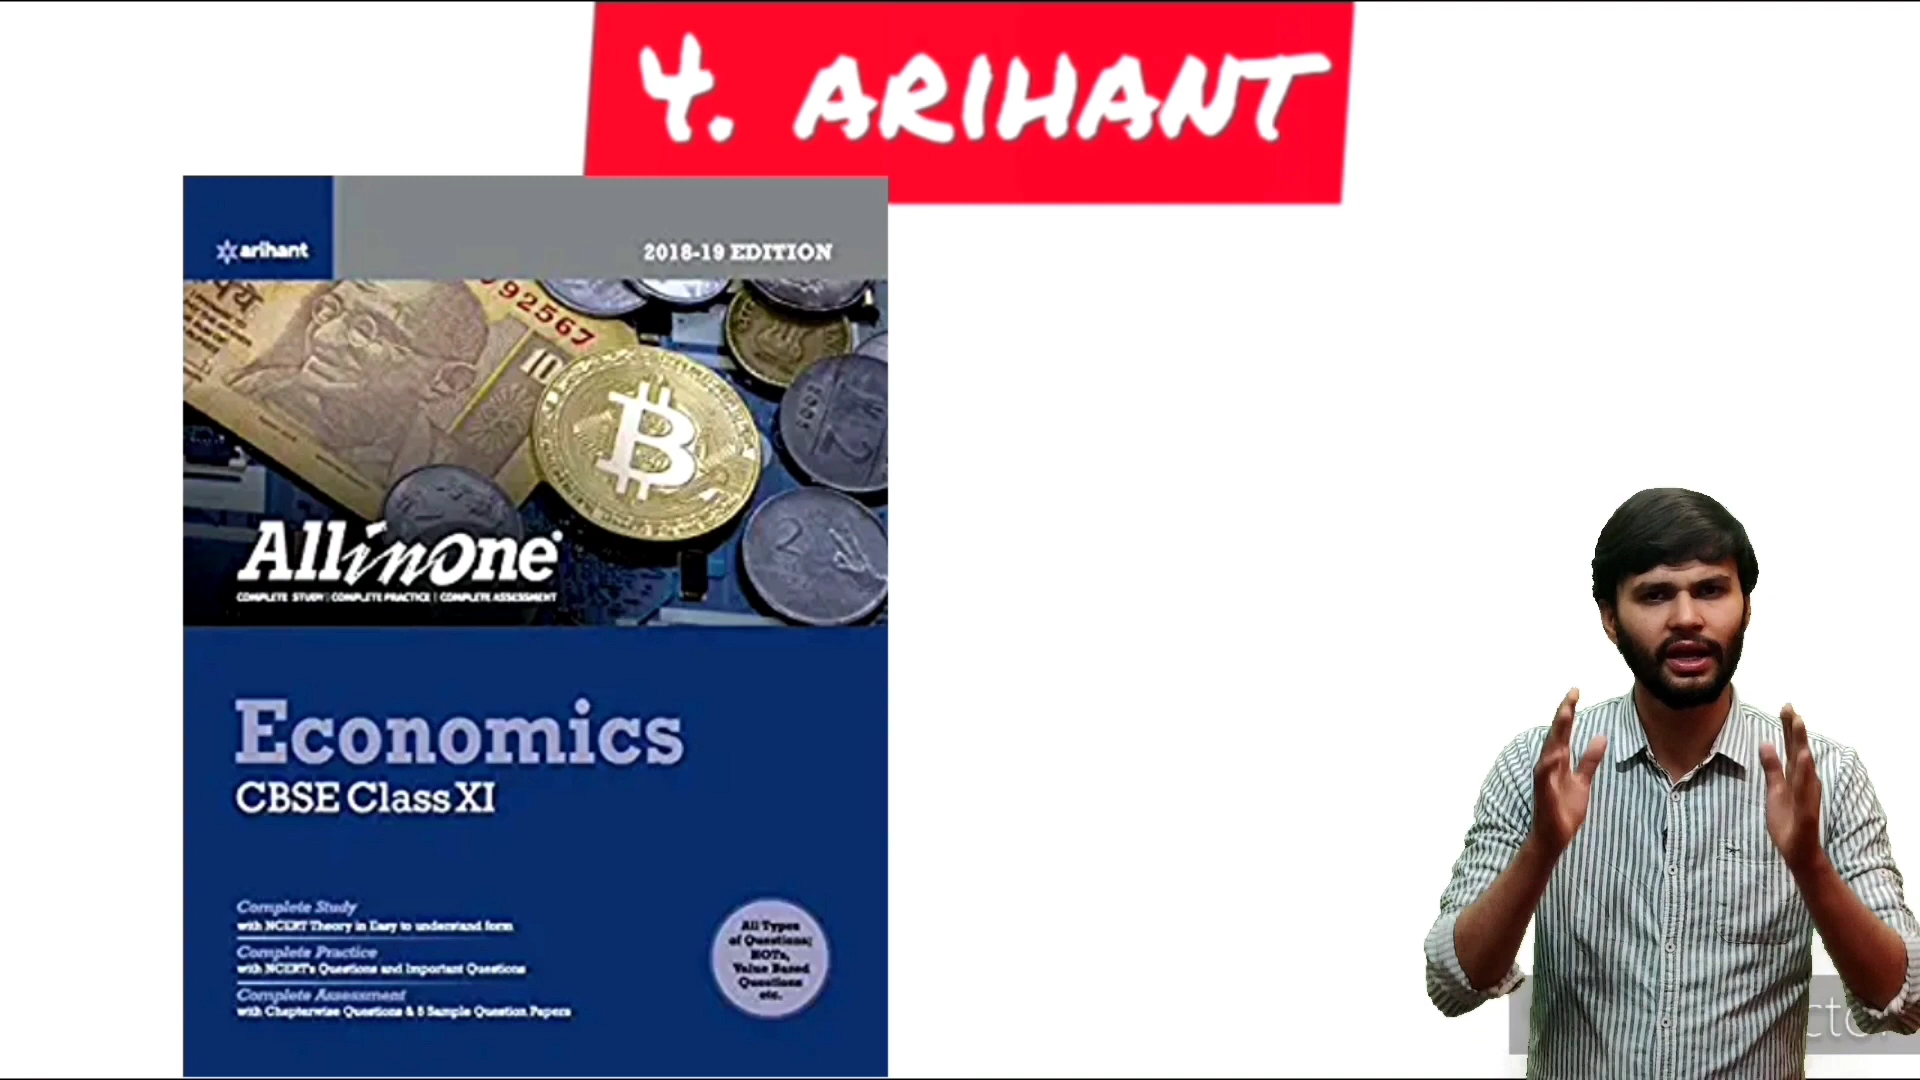 4. ARIHANT
arihant
2018-19 EDITION
92567
10
2
All in One
COMPLETE STUDY | COMPLETE PRACTICE | COMPLETE ASSESSMENT
Economics
CBSE Class XI
Complete Study
with NCERT Theory in Easy to understand form
Complete Practice
with NCERT's Questions and Important Questions
Complete Assessment
with Chapterwise Questions & 5 Sample Question Papers
All Types
of Questions;
HOTs,
Value Based
Questions
etc.